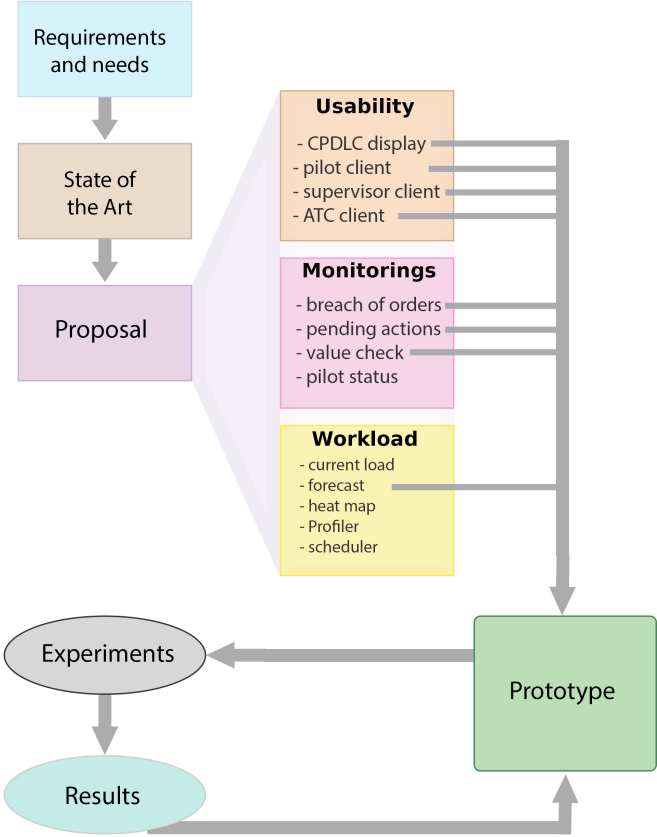 Requirements
and needs
State of
the Art
Proposal
Usability
- CPDLC display
- pilot client
- supervisor client
- ATC client
Monitorings
- breach of orders
- pending actions
- value check
- pilot status
Workload
- current load
- forecast
- heat map
- Profiler
- scheduler
Experiments
Prototype
Results